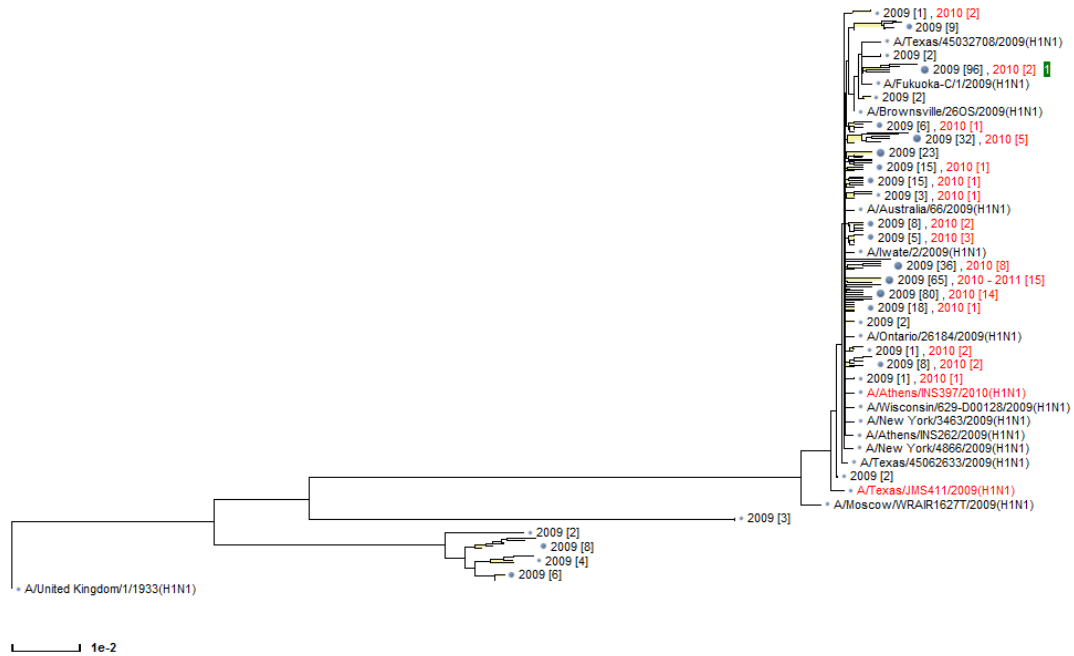 2009 [1] , 2010 [2]
2009 [9]
A/Texas/45032708/2009(H1N1)
2009 [2]
2009 [96] , 2010 [2] 1
A/Fukuoka-C/1/2009(H1N1)
2009 [2]
A/Brownsville/26OS/2009(H1N1)
2009 [6] , 2010 [1]
2009 [32] , 2010 [5]
2009 [23]
2009 [15] , 2010 [1]
2009 [15] , 2010 [1]
2009 [3] , 2010 [1]
A/Australia/66/2009(H1N1)
2009 [8] , 2010 [2]
2009 [5] , 2010 [3]
A/Iwate/2/2009(H1N1)
2009 [36] , 2010 [8]
2009 [65] , 2010 - 2011 [15]
2009 [80] , 2010 [14]
2009 [18] , 2010 [1]
2009 [2]
A/Ontario/26184/2009(H1N1)
2009 [1] , 2010 [2]
2009 [8] , 2010 [2]
2009 [1] , 2010 [1]
A/Athens/INS397/2010(H1N1)
A/Wisconsin/629-D00128/2009(H1N1)
A/New York/3463/2009(H1N1)
A/Athens/INS262/2009(H1N1)
A/New York/4866/2009(H1N1)
A/Texas/45062633/2009(H1N1)
2009 [2]
A/Texas/JMS411/2009(H1N1)
A/Moscow/WRAIR1627T/2009(H1N1)
2009 [3]
2009 [2]
2009 [8]
2009 [4]
2009 [6]
A/United Kingdom/1/1933(H1N1)
1e-2